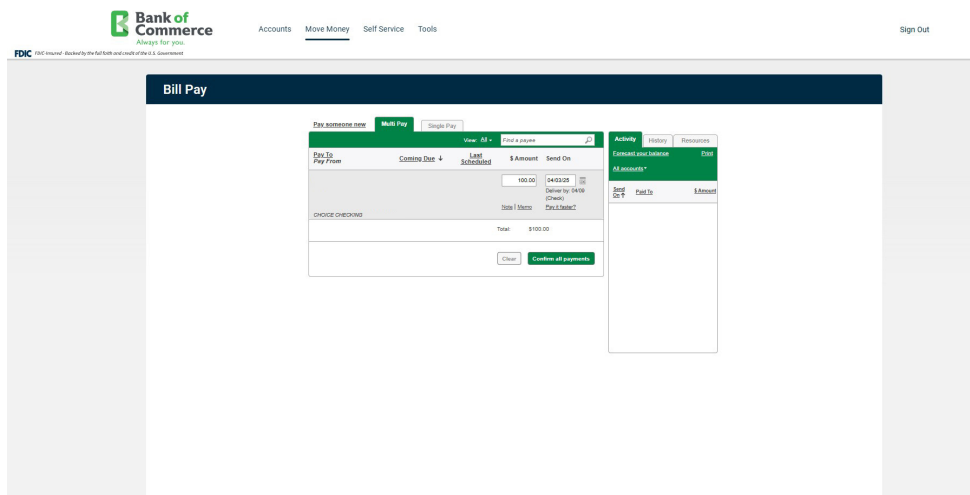 Bank of
Commerce
Always for you.
Accounts Move Money Self Service Tools
Sign Out
FDIC FDIC-Insured - Backed by the full faith and credit of the U.S. Government
Bill Pay
Pay someone new Multi Pay Single Pay
View: All Find a payee
Pay To
Pay From
Coming Due ↓
Last
Scheduled
$ Amount Send On
100.00 04/03/25
Deliver by: 04/09
(Check)
Note | Memo Pay it faster?
CHOICE CHECKING
Total: $100.00
Clear Confirm all payments
Activity History Resources
Forecast your balance Print
All accounts
Send
On ↑
Paid To $ Amount